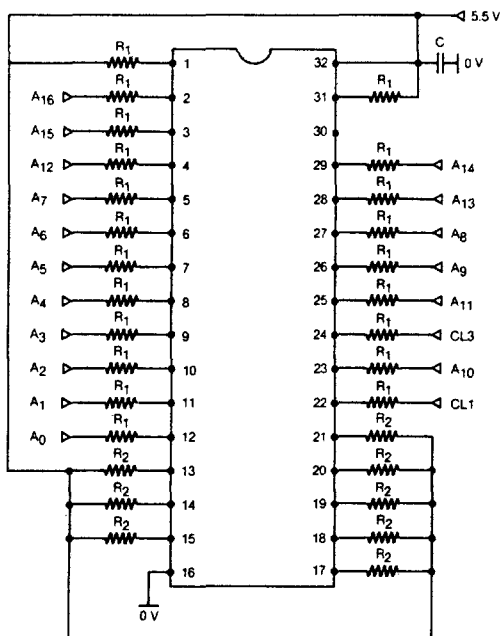 5.5 V
C
0 V
R1 1 32
A16 R1 2 31 R1
A15 R1 3 30
A12 R1 4 29 R1 A14
A7 R1 5 28 R1 A13
A6 R1 6 27 R1 A8
A5 R1 7 26 R1 A9
A4 R1 8 25 R1 A11
A3 R1 9 24 R1 CL3
A2 R1 10 23 R1 A10
A1 R1 11 22 R1 CL1
A0 R1 12 21 R2
R2 13 20 R2
R2 14 19 R2
R2 15 18 R2
16 17 R2
0 V